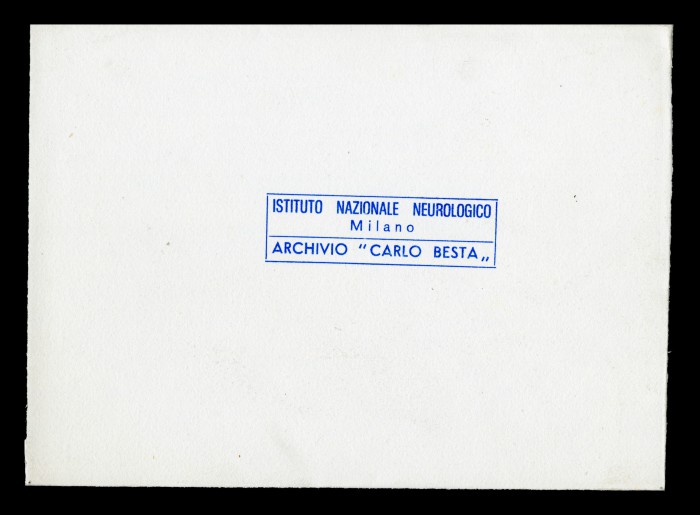 ISTITUTO NAZIONALE NEUROLOGICO
Milano
ARCHIVIO "CARLO BESTA„